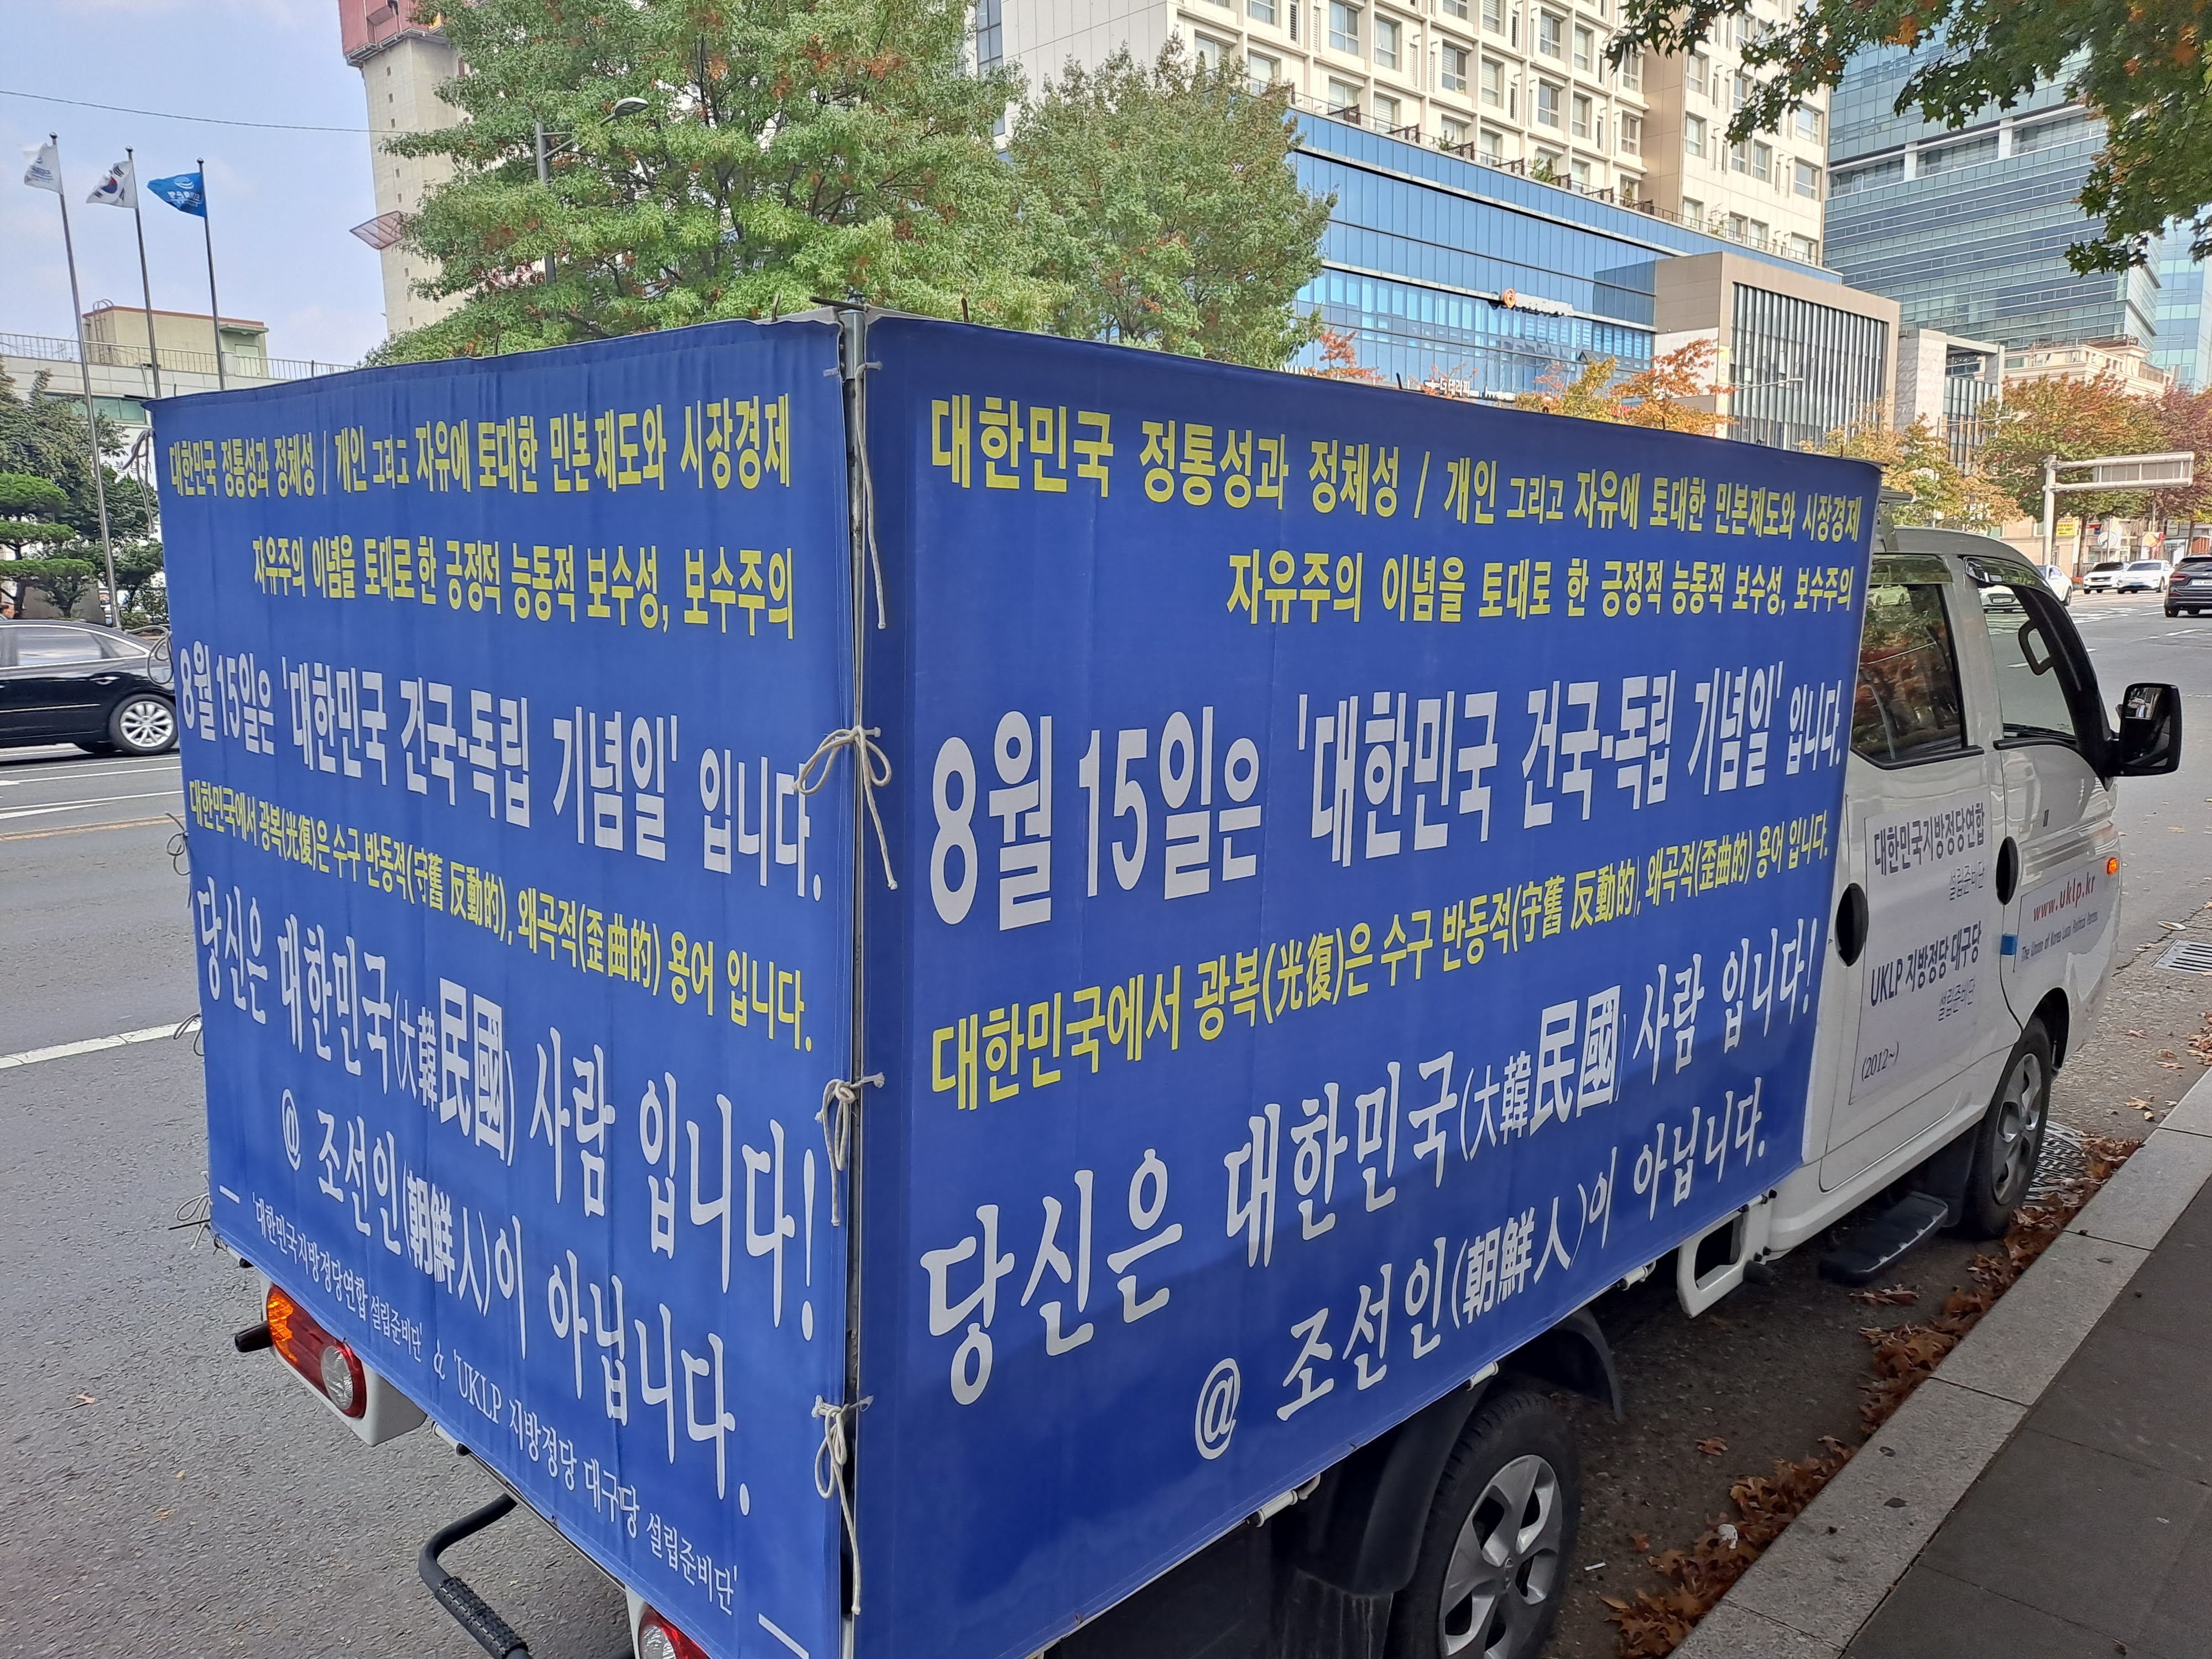 대한민국 정통성과 정체성 / 개인 그리고 자유에 토대한 민본제도와 시장경제
자유주의 이념을 토대로한 긍정적 능동적 보수성, 보수주의
8월 15일은 '대한민국 건국·독립 기념일' 입니다.
대한민국에서 광복(光復)은 수구 반동적(守舊 反動的), 왜곡적(歪曲的) 용어 입니다.
당신은 대한민국(大韓民國) 사람 입니다!
@ 조선인(朝鮮人)이 아닙니다.
— '대한민국지방정당연합 설립준비단' & 'UKLP 지방정당 대구당 설립준비단' —
대한민국 정통성과 정체성 / 개인 그리고 자유에 토대한 민본제도와 시장경제
자유주의 이념을 토대로 한 긍정적 능동적 보수성, 보수주의
8월 15일은 '대한민국 건국·독립 기념일' 입니다.
대한민국에서 광복(光復)은 수구 반동적(守舊 反動的), 왜곡적(歪曲的) 용어 입니다.
당신은 대한민국(大韓民國) 사람 입니다!
@ 조선인(朝鮮人)이 아닙니다.
대한민국지방정당연합
설립준비단
UKLP 지방정당 대구당
설립준비단
(2012~)
www.uklp.kr
The Union of Korea Local Political Parties